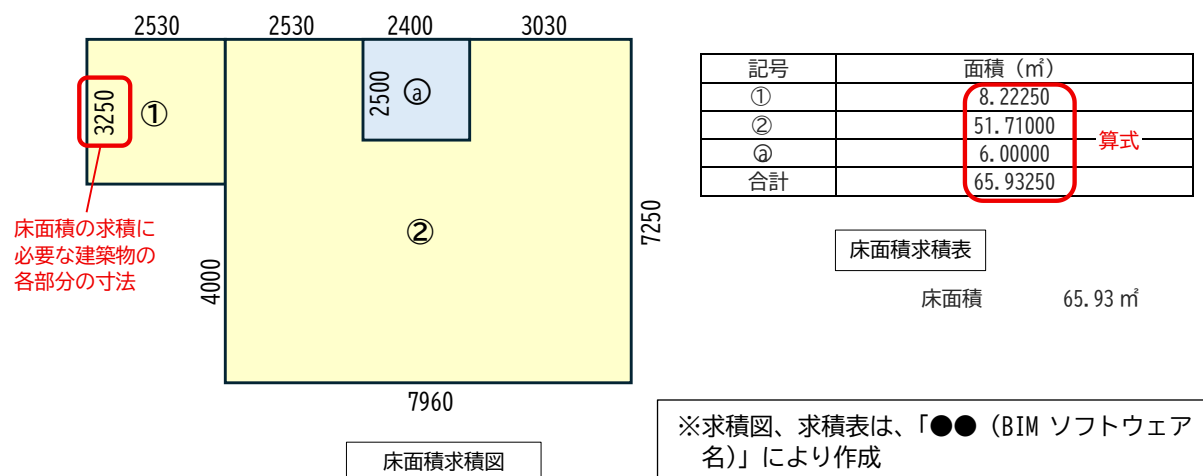 2530 2530 2400 3030
3250
①
2500
ⓐ
床面積の求積に
必要な建築物の
各部分の寸法
②
4000
7250
7960
床面積求積図
記号 面積（㎡）
① 8.22250
② 51.71000
ⓐ 6.00000
合計 65.93250
算式
床面積求積表
床面積 65.93 ㎡
※求積図、求積表は、「●●（BIM ソフトウェア
名）」により作成